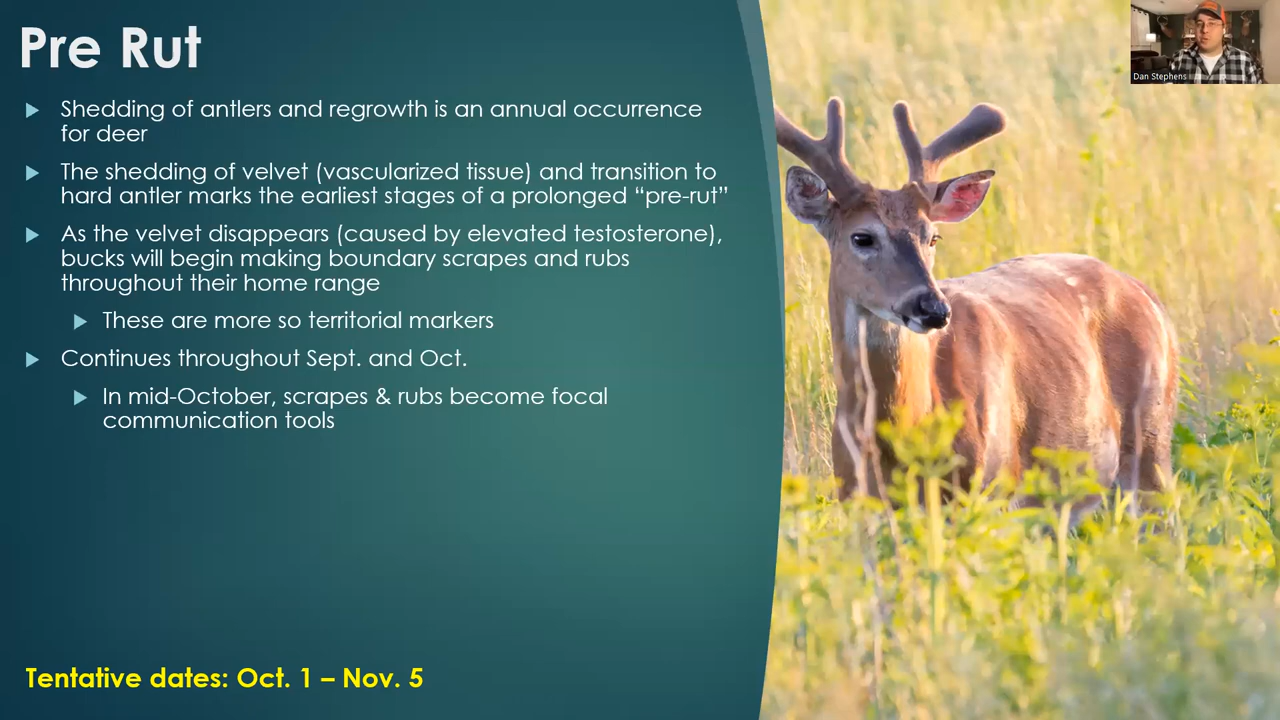 Pre Rut
Shedding of antlers and regrowth is an annual occurrence
for deer
The shedding of velvet (vascularized tissue) and transition to
hard antler marks the earliest stages of a prolonged “pre-rut”
As the velvet disappears (caused by elevated testosterone),
bucks will begin making boundary scrapes and rubs
throughout their home range
These are more so territorial markers
Continues throughout Sept. and Oct.
In mid-October, scrapes & rubs become focal
communication tools
Tentative dates: Oct. 1 – Nov. 5
Dan Stephens